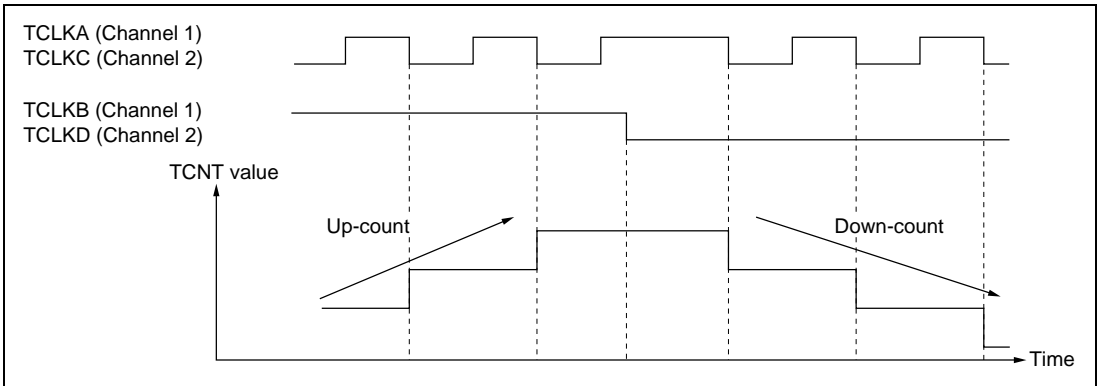 TCLKA (Channel 1)
TCLKC (Channel 2)
TCLKB (Channel 1)
TCLKD (Channel 2)
TCNT value
Up-count
Down-count
Time